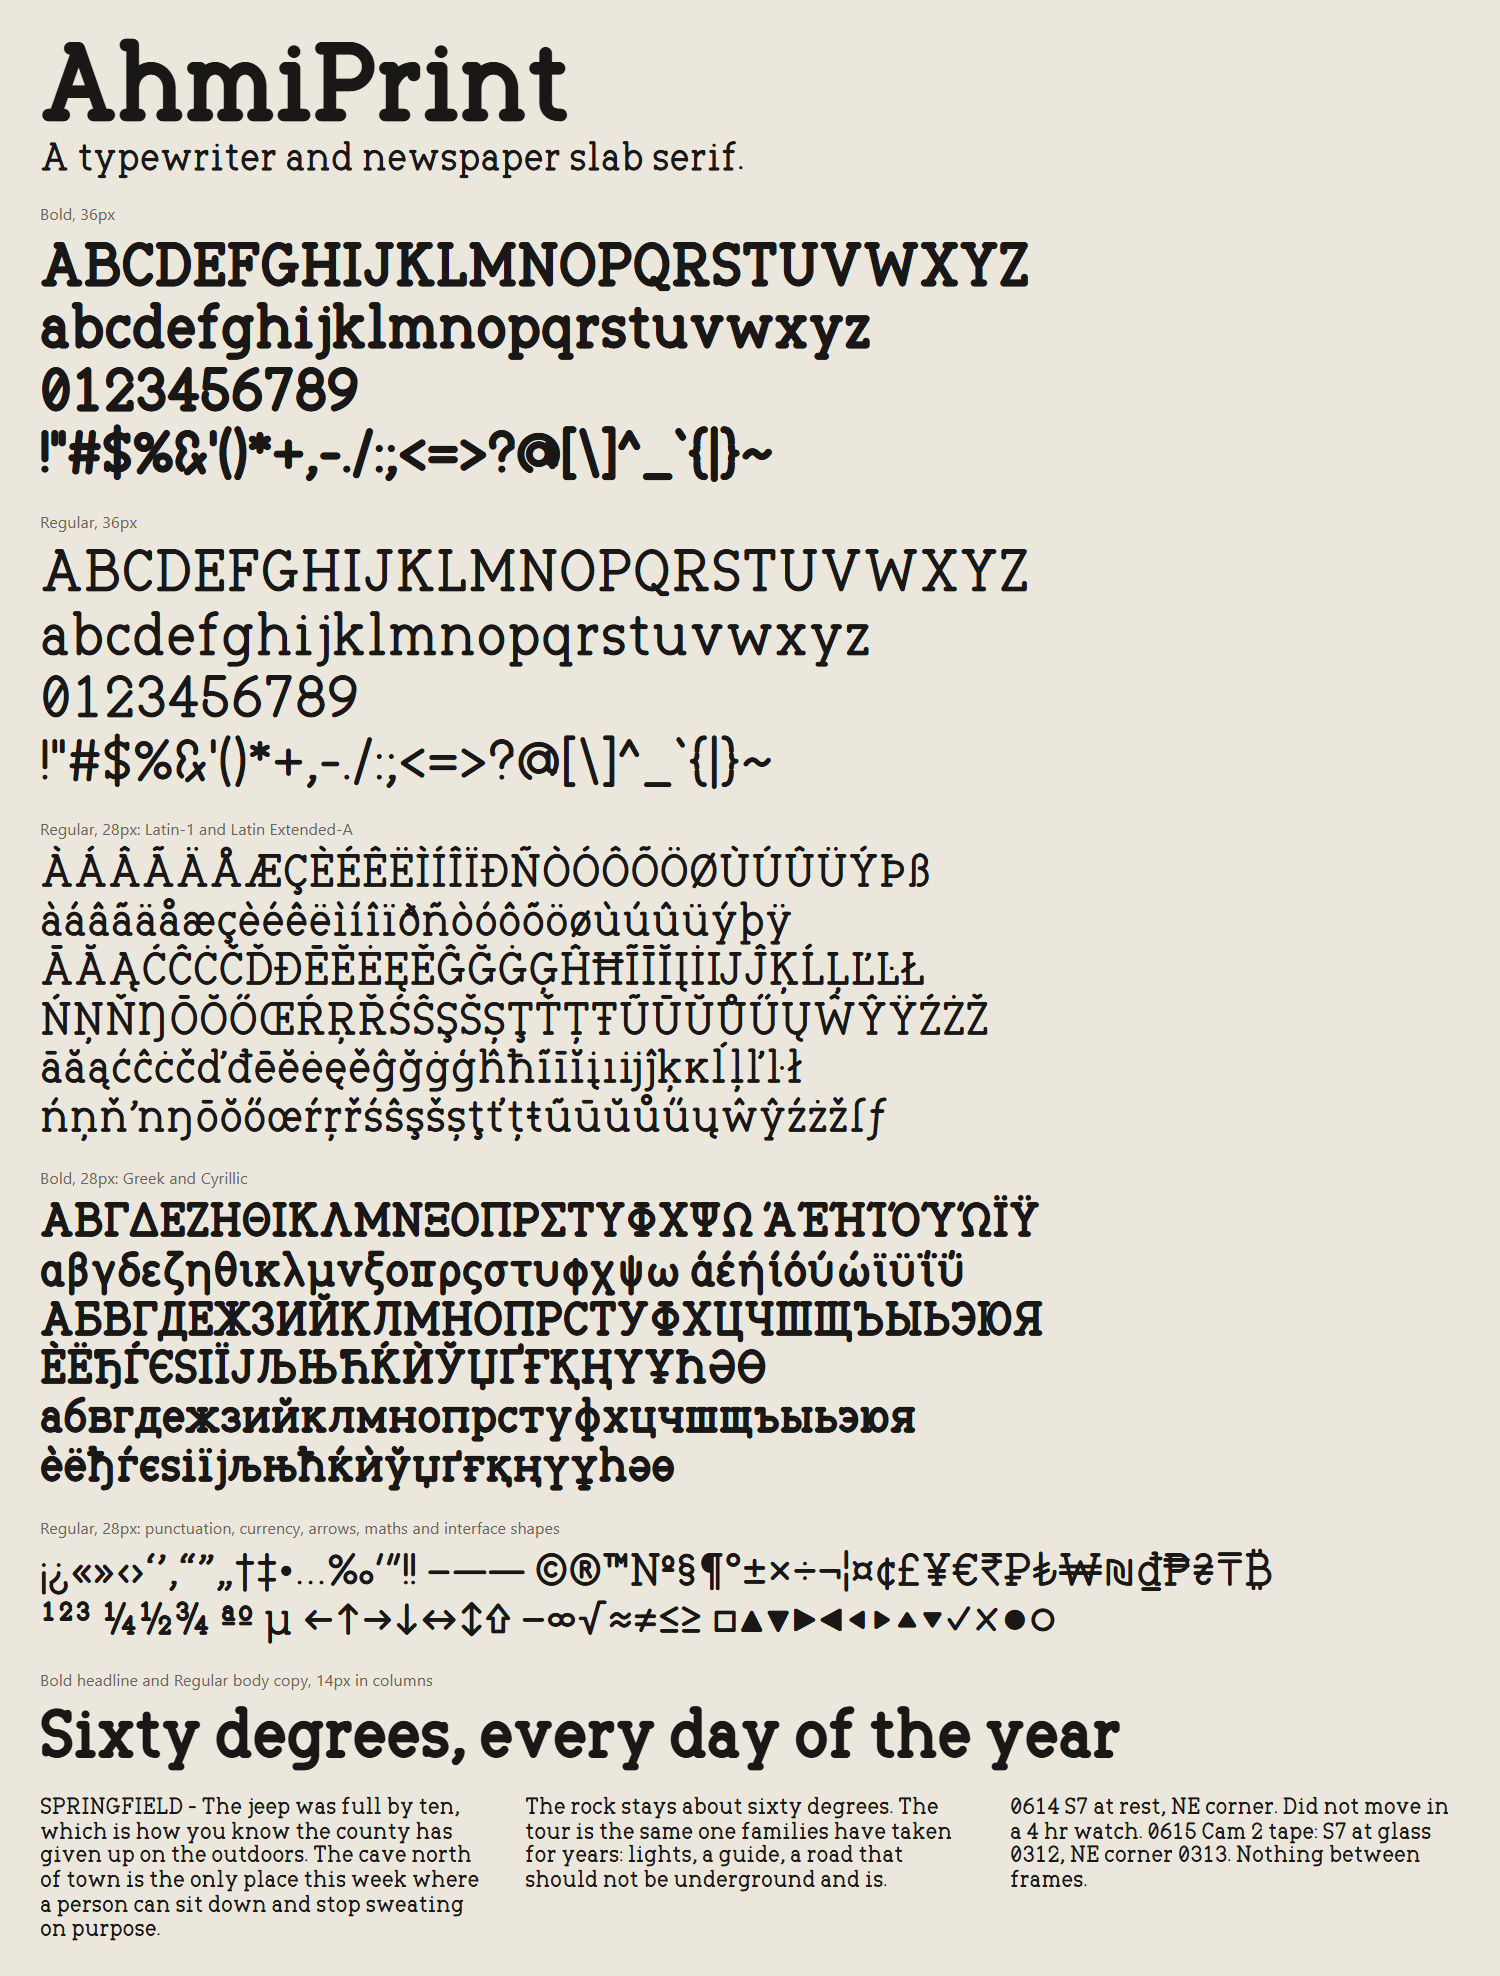 AhmiPrint
A typewriter and newspaper slab serif.
Bold, 36px
ABCDEFGHIJKLMNOPQRSTUVWXYZ
abcdefghijklmnopqrstuvwxyz
0123456789
!"#$%&'()*+,-./:;<=>?@[\]^_`{|}~
Regular, 36px
ABCDEFGHIJKLMNOPQRSTUVWXYZ
abcdefghijklmnopqrstuvwxyz
0123456789
!"#$%&'()*+,-./:;<=>?@[\]^_`{|}~
Regular, 28px: Latin-1 and Latin Extended-A
ÀÁÂÃÄÅÆÇÈÉÊËÌÍÎÏÐÑÒÓÔÕÖØÙÚÛÜÝÞß
àáâãäåæçèéêëìíîïðñòóôõöøùúûüýþÿ
ĀĂĄĆĈĊČĎĐĒĔĖĘĚĜĞĠĢĤĦĨĪĬĮİĲĴĶĹĻĽĿŁ
ŃŅŇŊŌŎŐŒŔŖŘŚŜŞŠȘŢŤȚŦŨŪŬŮŰŲŴŶŸŹŻŽ
āăąćĉċčďđēĕėęěĝğġģĥħĩīĭįıĳĵķĸĺļľŀł
ńņňŉnŋōŏőœŕŗřśŝşšșţťțŧũūŭůűųŵŷźżžſƒ
Bold, 28px: Greek and Cyrillic
ΑΒΓΔΕΖΗΘΙΚΛΜΝΞΟΠΡΣΤΥΦΧΨΩ ΆΈΉΊΌΎΏΪΫ
αβγδεζηθικλμνξοπρςστυφχψω άέήίόύώϊϋΐΰ
АБВГДЕЖЗИЙКЛМНОПРСТУФХЦЧШЩЪЫЬЭЮЯ
ЀЁЂЃЄЅІЇЈЉЊЋЌЍЎЏҐҒҚҢҮҰҺӘӨ
абвгдежзийклмнопрстуфхцчшщъыьэюя
ѐёђѓєѕіїјљњћќѝўџґғқңүұһәө
Regular, 28px: punctuation, currency, arrows, maths and interface shapes
¡¿«»‹›‘’‚“”„†‡•…‰′″‼ –—― ©®™№§¶°±×÷¬¦¤¢£¥€₹₽₺₩₪₫₱₴₸₿
¹²³ ¼½¾ ªº µ ←↑→↓↔↕⇧ −∞√≈≠≤≥ □▲▼►◄◂▸▴▾✓✕●○
Bold headline and Regular body copy, 14px in columns
Sixty degrees, every day of the year
SPRINGFIELD - The jeep was full by ten,
which is how you know the county has
given up on the outdoors. The cave north
of town is the only place this week where
a person can sit down and stop sweating
on purpose.
The rock stays about sixty degrees. The
tour is the same one families have taken
for years: lights, a guide, a road that
should not be underground and is.
0614 S7 at rest, NE corner. Did not move in
a 4 hr watch. 0615 Cam 2 tape: S7 at glass
0312, NE corner 0313. Nothing between
frames.